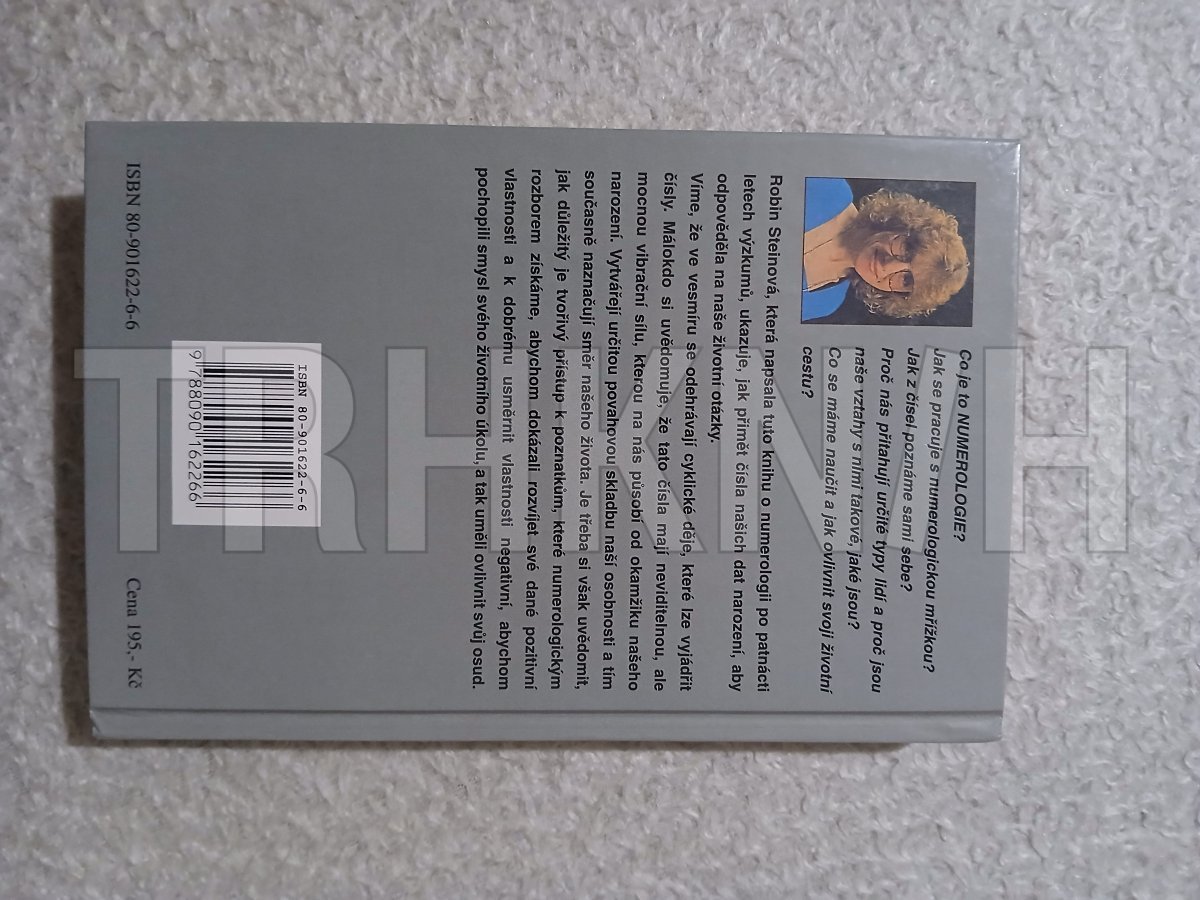 Co je to NUMEROLOGIE?
Jak se pracuje s numerologickou mřížkou?
Jak z čísel poznáme sami sebe?
Proč nás přitahují určité typy lidí a proč jsou
naše vztahy s nimi takové, jaké jsou?
Co se máme naučit a jak ovlivnit svoji životní
cestu?
Robin Steinová, která napsala tuto knihu o numerologii po patnácti
letech výzkumů, ukazuje, jak přimět čísla našich dat narození, aby
odpověděla na naše životní otázky.
Víme, že ve vesmíru se odehrávají cyklické děje, které lze vyjádřit
čísly. Málokdo si uvědomuje, že tato čísla mají neviditelnou, ale
mocnou vibrační sílu, kterou na nás působí od okamžiku našeho
narození. Vytvářejí určitou povahovou skladbu naší osobnosti a tím
současně naznačují směr našeho života. Je třeba si však uvědomit,
jak důležitý je tvořivý přístup k poznatkům, které numerologickým
rozborem získáme, abychom dokázali rozvíjet své dané pozitivní
vlastnosti a k dobrému usměrnit vlastnosti negativní, abychom
pochopili smysl svého životního úkolu, a tak uměli ovlivnit svůj osud.
ISBN 80-901622-6-6
9 788090 162266
ISBN 80-901622-6-6
Cena 195,- Kč
TRHKNIH